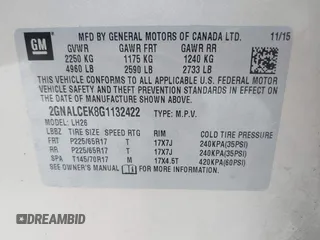 GM
MFD BY GENERAL MOTORS OF CANADA LTD. 11/15
GVWR GAWR FRT GAWR RR
2250 KG 1175 KG 1240 KG
4960 LB 2590 LB 2733 LB
THIS VEHICLE CONFORMS TO ALL APPLICABLE U.S. FEDERAL MOTOR
VEHICLE SAFETY AND THEFT PREVENTION STANDARDS IN EFFECT ON THE
DATE OF MANUFACTURE SHOWN ABOVE.
2GNALCEK8G1132422 TYPE: M.P.V.
MODEL: LH26
LBBZ TIRE SIZE SPEED RTG RIM COLD TIRE PRESSURE
FRT P225/65R17 T 17X7J 240KPA(35PSI)
RR P225/65R17 T 17X7J 240KPA(35PSI)
SPA T145/70R17 M 17X4.5T 420KPA(60PSI)
SEE OWNER'S MANUAL FOR ADDITIONAL INFORMATION.
DREAMBID